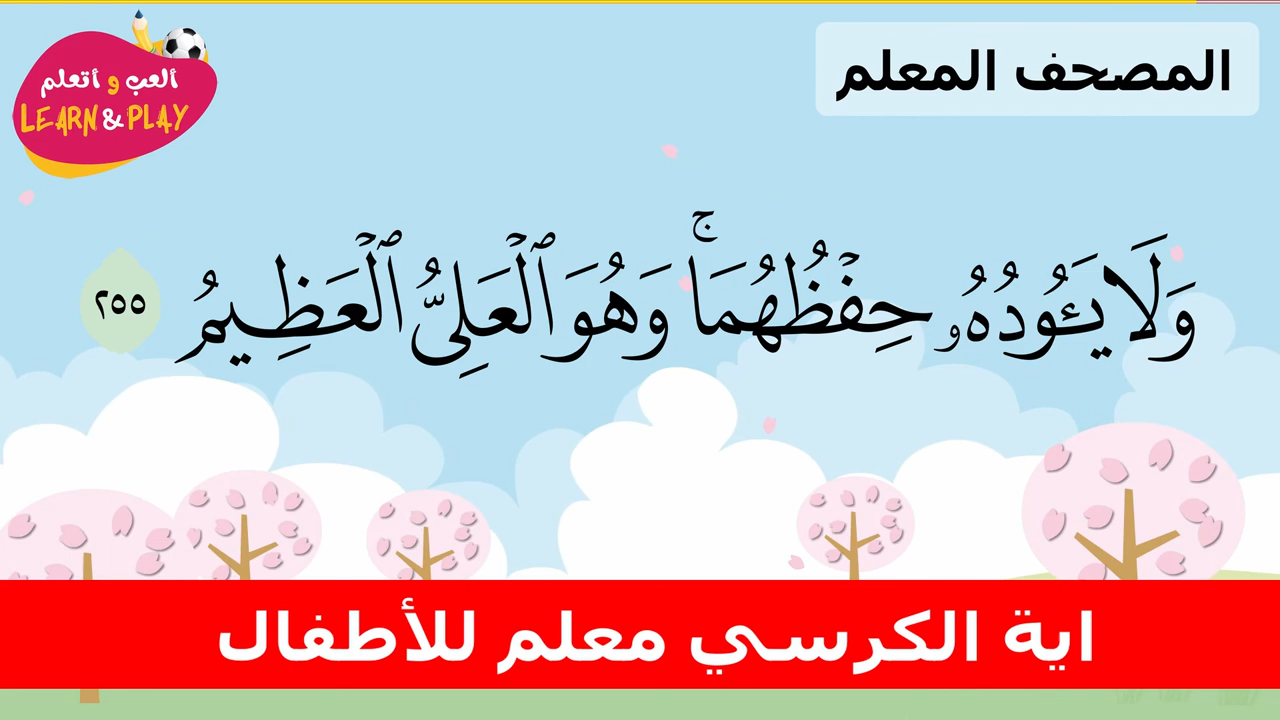 المصحف المعلم
ألعب و أتعلم
LEARN & PLAY
وَلَا يَـُٔودُهُۥ حِفْظُهُمَا ۚ وَهُوَ ٱلْعَلِىُّ ٱلْعَظِيمُ ٢٥٥
اية الكرسي معلم للأطفال